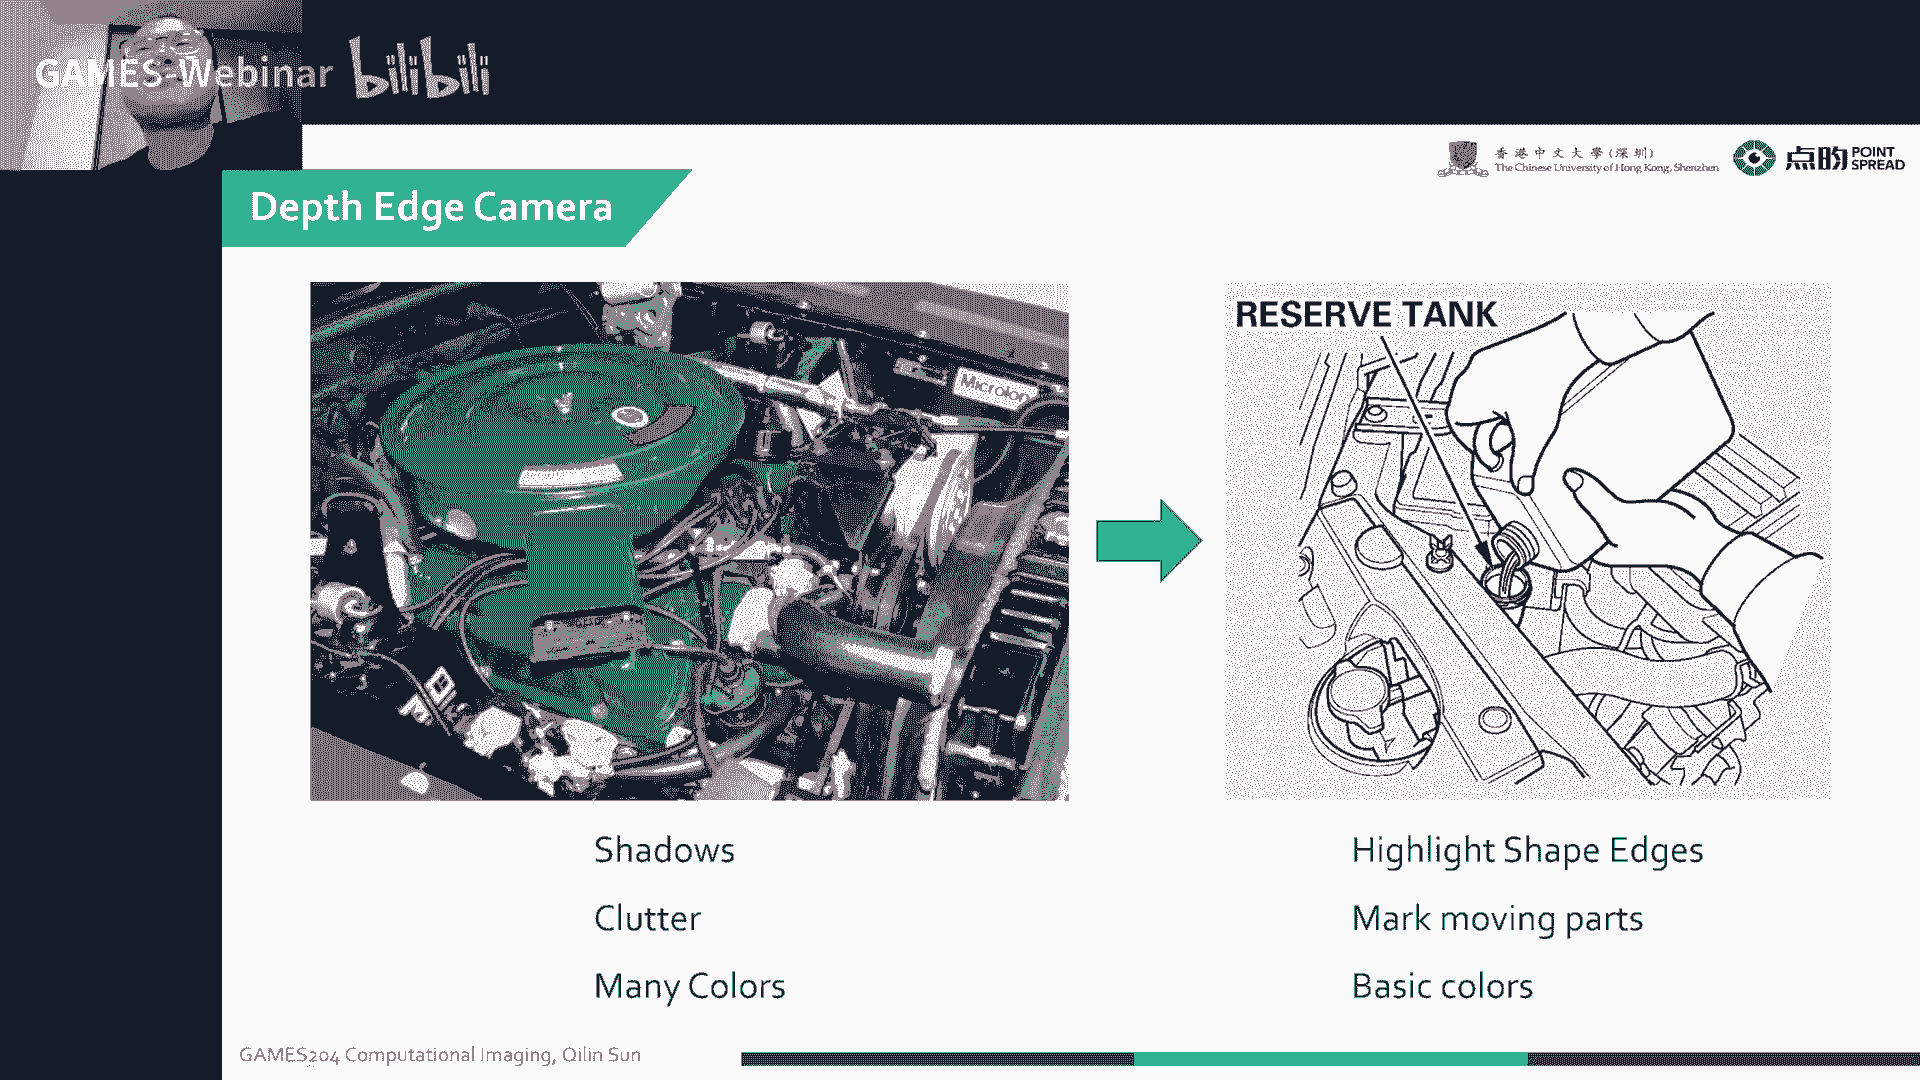 GAMES-Webinar bilibili
香港中文大學(深圳)
The Chinese University of Hong Kong, Shenzhen
点昀 POINT SPREAD
Depth Edge Camera
Microlon
RESERVE TANK
Shadows
Clutter
Many Colors
Highlight Shape Edges
Mark moving parts
Basic colors
GAMES204 Computational Imaging, Qilin Sun